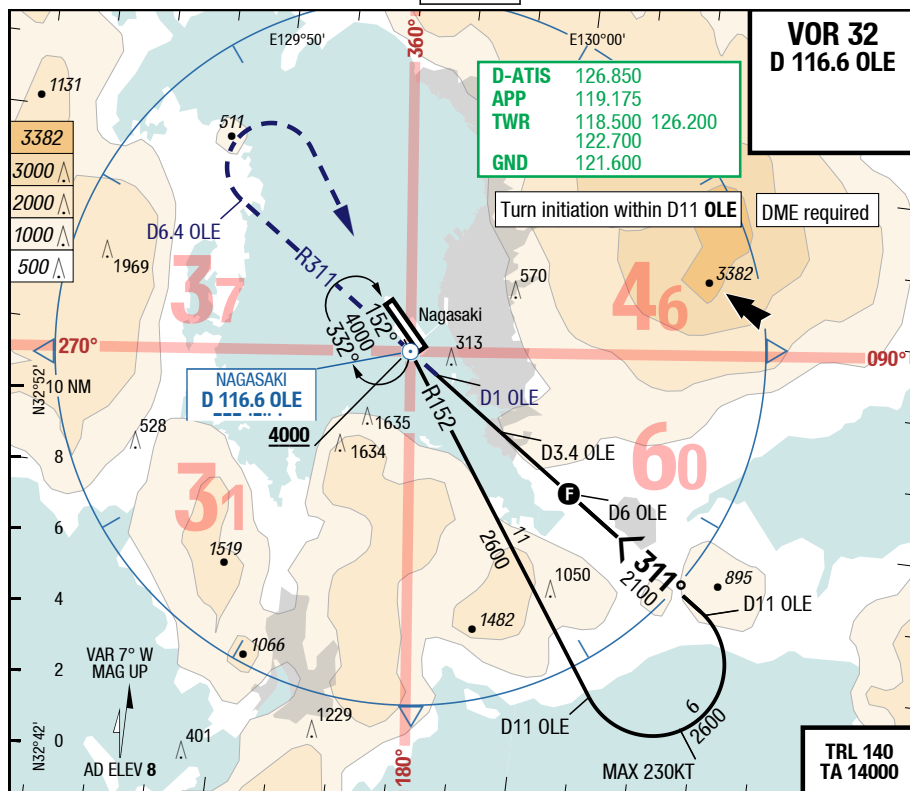 E129°50'
360°
E130°00'
VOR 32
D 116.6 OLE
D-ATIS 126.850
APP 119.175
TWR 118.500 126.200
122.700
GND 121.600
1131
511
3382
3000
2000
1000
500
Turn initiation within D11 OLE
DME required
D6.4 OLE
1969
37
R311
570
46
3382
152°
4000
332°
Nagasaki
313
270°
090°
N32°52'
10 NM
NAGASAKI
D 116.6 OLE
D1 OLE
R152
4000
1635
1634
528
D3.4 OLE
60
8
31
F
D6 OLE
6
11
2600
1519
311°
2100
1050
895
4
D11 OLE
1482
1066
2
VAR 7° W
MAG UP
D11 OLE
6
2600
N32°42'
0
401
1229
AD ELEV 8
180°
MAX 230KT
TRL 140
TA 14000